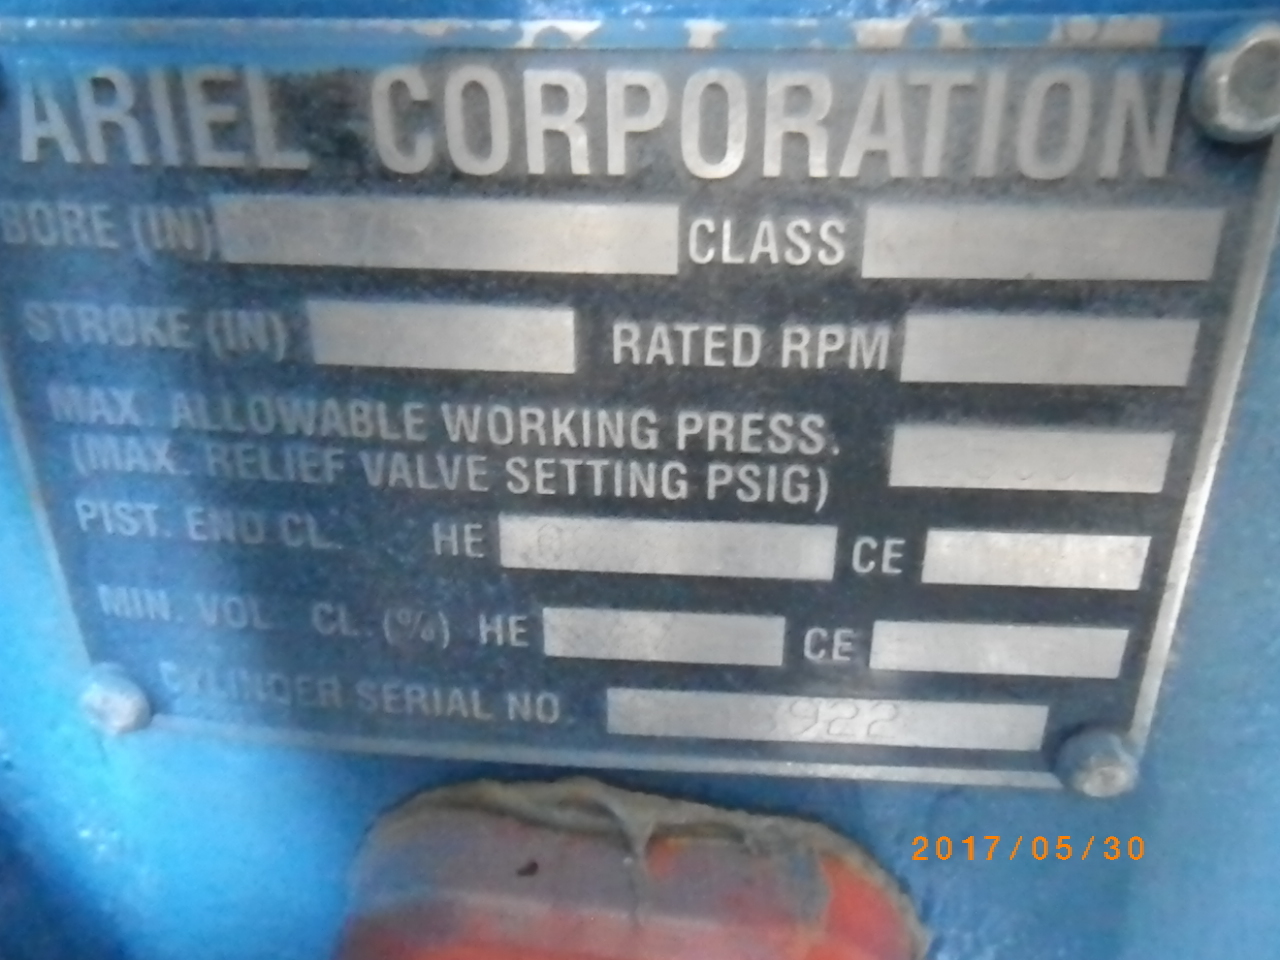 ARIEL CORPORATION
BORE (IN) CLASS
STROKE (IN) RATED RPM
MAX. ALLOWABLE WORKING PRESS.
(MAX. RELIEF VALVE SETTING PSIG)
PIST. END CL. HE CE
MIN. VOL CL. (%) HE CE
CYLINDER SERIAL NO. 922
2017/05/30